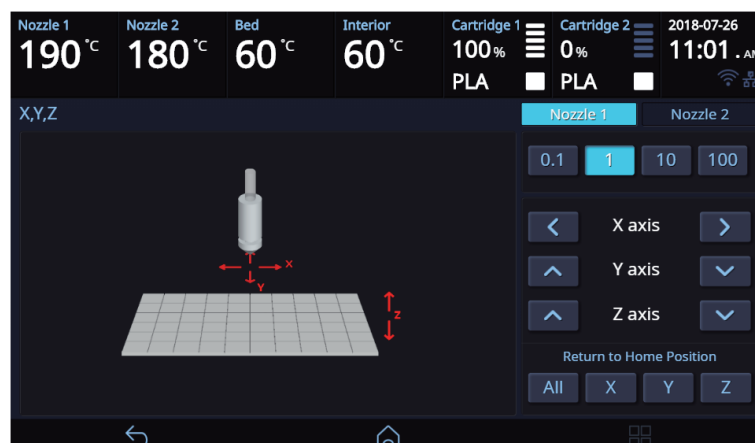 Nozzle 1 Nozzle 2 Bed Interior Cartridge 1 Cartridge 2 2018-07-26
190 °C 180 °C 60 °C 60 °C 100 % 0 % 11:01 . AM
PLA PLA
X,Y,Z Nozzle 1 Nozzle 2
0.1 1 10 100
X axis
Y axis
Z axis
X
Y
Z
Return to Home Position
All X Y Z